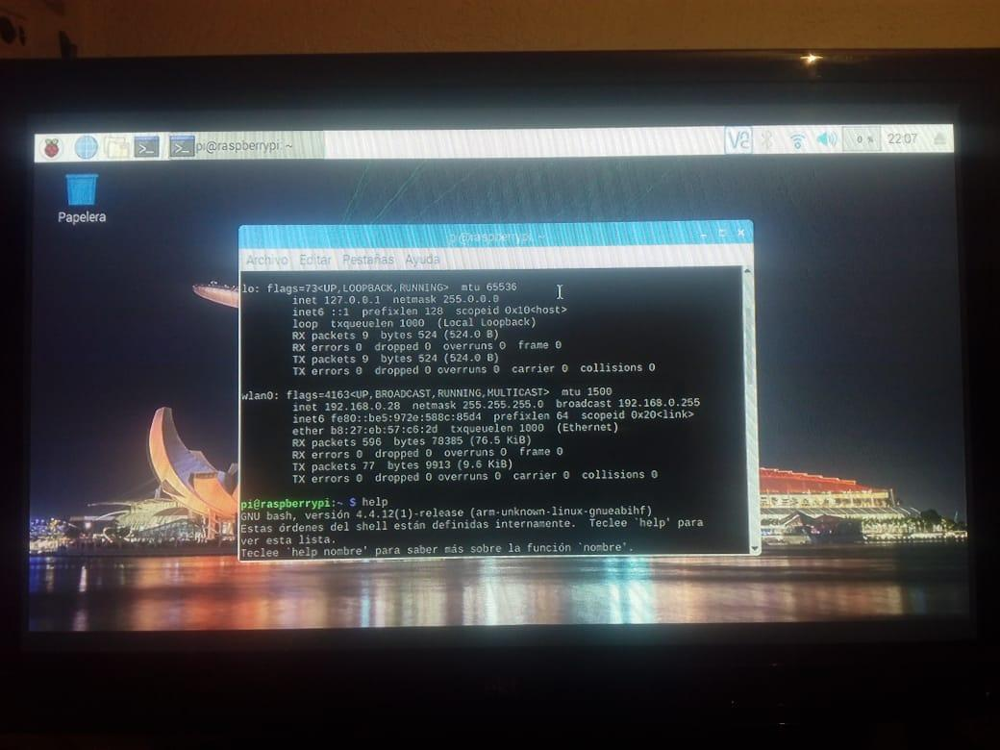 pi@raspberrypi: ~
V2
0 %
22:07
Papelera
pi@raspberrypi: ~
Archivo Editar Pestañas Ayuda
lo: flags=73<UP,LOOPBACK,RUNNING>  mtu 65536
inet 127.0.0.1  netmask 255.0.0.0
inet6 ::1  prefixlen 128  scopeid 0x10<host>
loop  txqueuelen 1000  (Local Loopback)
RX packets 9  bytes 524 (524.0 B)
RX errors 0  dropped 0  overruns 0  frame 0
TX packets 9  bytes 524 (524.0 B)
TX errors 0  dropped 0 overruns 0  carrier 0  collisions 0
wlan0: flags=4163<UP,BROADCAST,RUNNING,MULTICAST>  mtu 1500
inet 192.168.0.28  netmask 255.255.255.0  broadcast 192.168.0.255
inet6 fe80::be5:972e:588c:85d4  prefixlen 64  scopeid 0x20<link>
ether b8:27:eb:57:c6:2d  txqueuelen 1000  (Ethernet)
RX packets 596  bytes 78385 (76.5 KiB)
RX errors 0  dropped 0  overruns 0  frame 0
TX packets 77  bytes 9913 (9.6 KiB)
TX errors 0  dropped 0 overruns 0  carrier 0  collisions 0
pi@raspberrypi:~ $ help
GNU bash, versión 4.4.12(1)-release (arm-unknown-linux-gnueabihf)
Estas órdenes del shell están definidas internamente.  Teclee `help' para
ver esta lista.
Teclee `help nombre' para saber más sobre la función `nombre'.